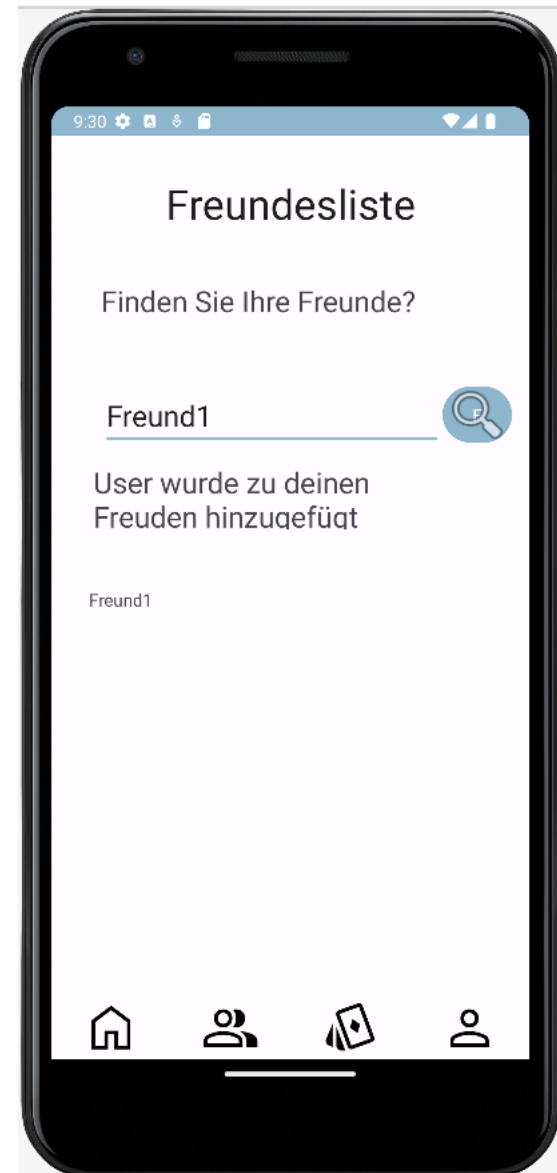 9:30
Freundesliste
Finden Sie Ihre Freunde?
Freund1
User wurde zu deinen
Freuden hinzugefügt
Freund1